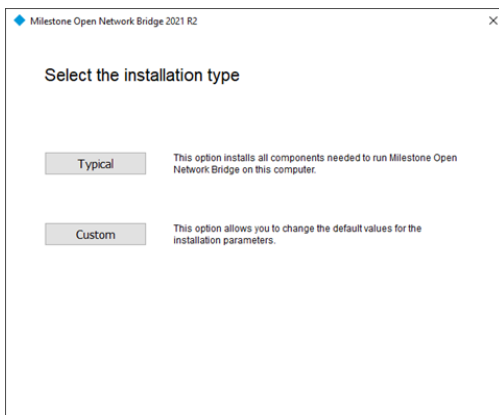 Milestone Open Network Bridge 2021 R2
Select the installation type
Typical
This option installs all components needed to run Milestone Open
Network Bridge on this computer.
Custom
This option allows you to change the default values for the
installation parameters.